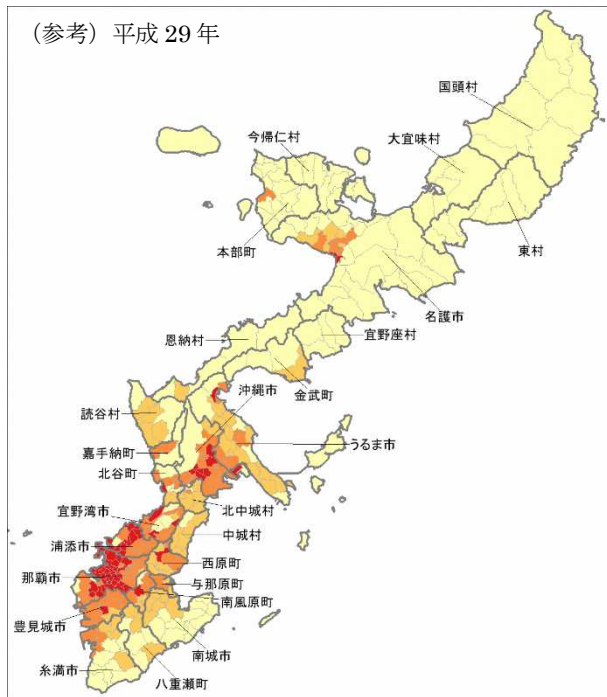 （参考）平成 29 年
国頭村
今帰仁村
大宜味村
本部町
東村
名護市
恩納村
宜野座村
沖縄市
金武町
読谷村
うるま市
嘉手納町
北谷町
北中城村
宜野湾市
中城村
浦添市
西原町
那覇市
与那原町
南風原町
豊見城市
南城市
糸満市
八重瀬町